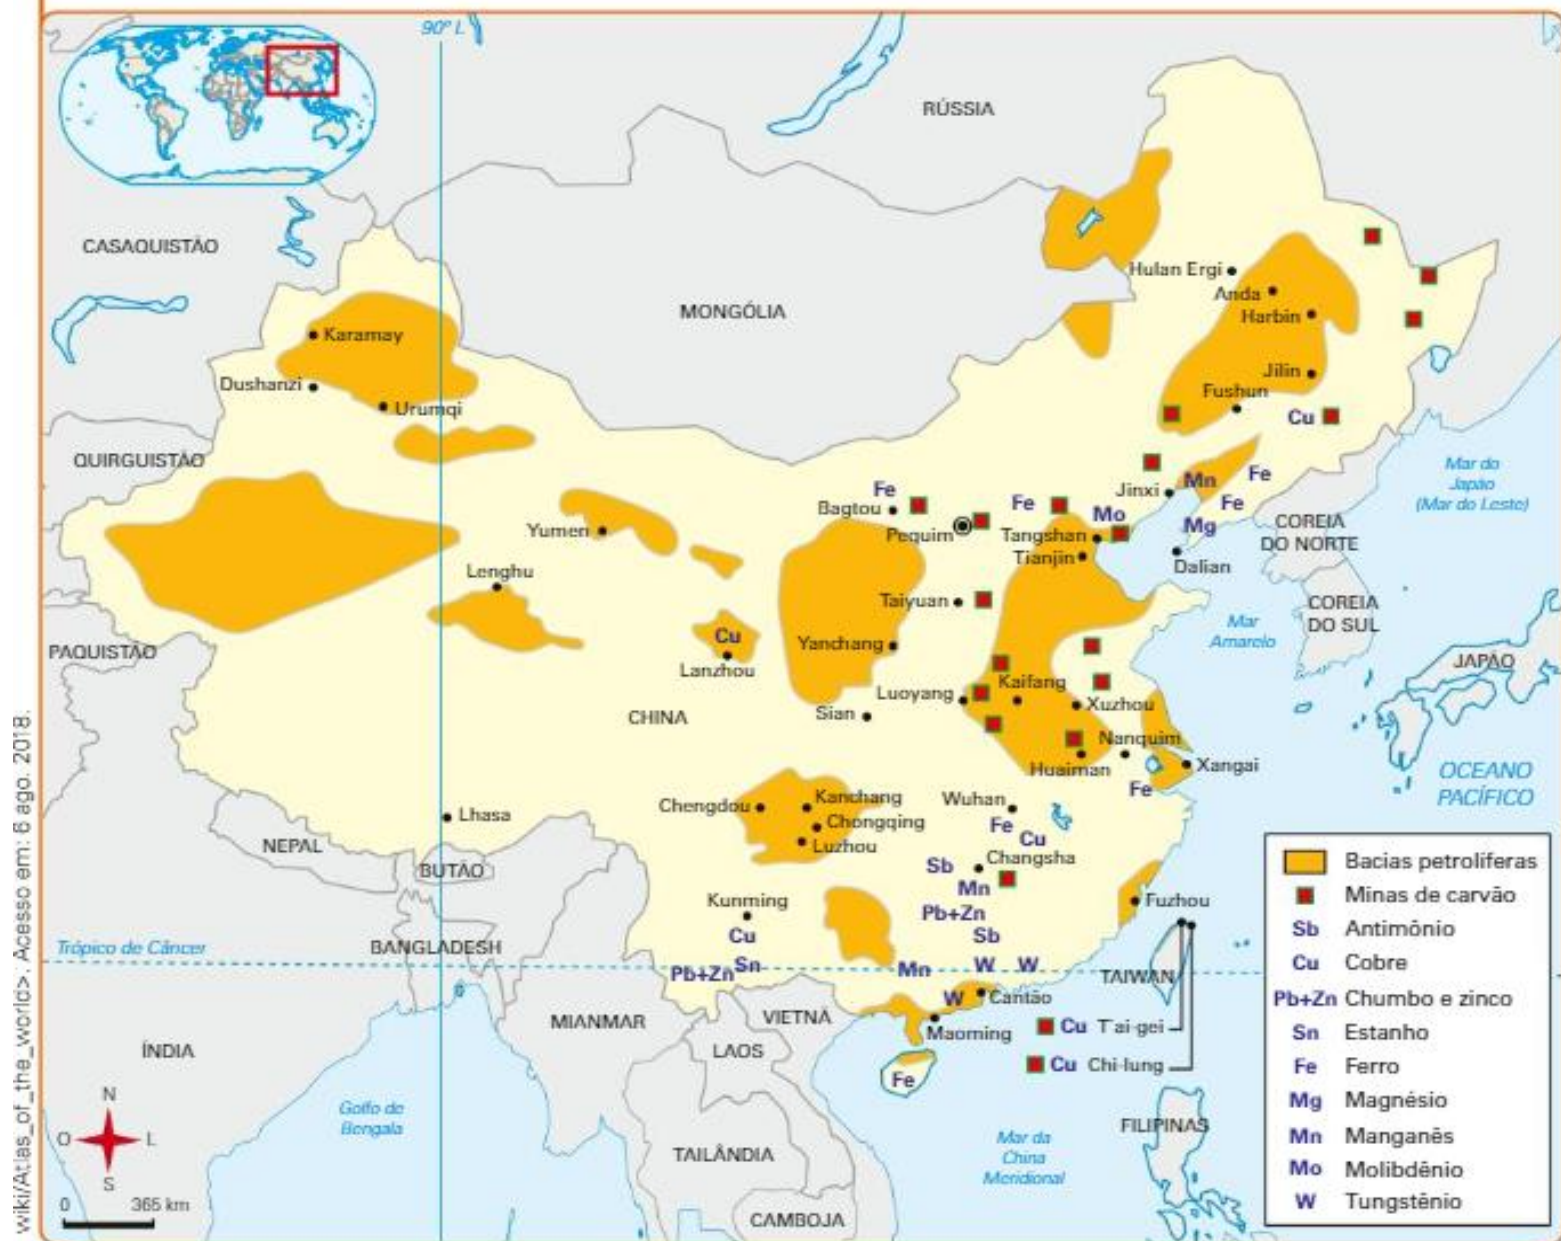 90º L
RÚSSIA
CASAQUISTÃO
MONGÓLIA
Hulan Ergi
Anda
Harbin
Karamay
Jilin
Dushanzi
Fushun
Urumqi
Cu
QUIRGUISTÃO
Mar do
Japão
(Mar do Leste)
Fe
Mn
Fe
Jinxi
Fe
Fe
Bagtou
Mo
Mg
COREIA
DO NORTE
Yumen
Pequim
Tangshan
Tianjin
Dalian
Lenghu
Taiyuan
COREIA
DO SUL
Mar
Amarelo
Cu
Yanchang
PAQUISTÃO
JAPÃO
Lanzhou
Luoyang
Kaifang
Xuzhou
CHINA
Sian
Nanquim
Huaiman
Xangai
OCEANO
PACÍFICO
Fe
Chengdou
Kanchang
Wuhan
Lhasa
Chongqing
Fe
Cu
NEPAL
Luzhou
Changsha
BUTÃO
Sb
Mn
Kunming
Fuzhou
Pb+Zn
Cu
Sb
Trópico de Câncer
BANGLADESH
Pb+Zn
Sn
Mn
W
W
TAIWAN
W
Cantão
MIANMAR
VIETNÃ
Maoming
Cu
T'ai-gei
ÍNDIA
LAOS
Cu
Chi-lung
Fe
Golfo de
Bengala
FILIPINAS
Mar da
China
Meridional
TAILÂNDIA
CAMBOJA
N
O
L
S
0
365 km
Bacias petrolíferas
Minas de carvão
Sb Antimônio
Cu Cobre
Pb+Zn Chumbo e zinco
Sn Estanho
Fe Ferro
Mg Magnésio
Mn Manganês
Mo Molibdênio
W Tungstênio
wiki/Atlas_of_the_world>. Acesso em: 6 ago. 2018.